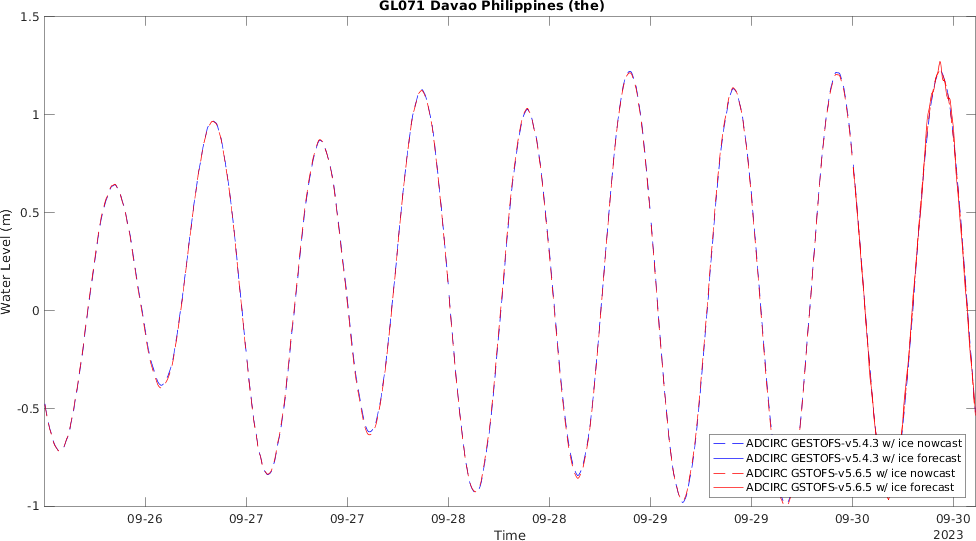 GL071 Davao Philippines (the)
1.5
1
0.5
0
-0.5
-1
Water Level (m)
ADCIRC GESTOFS-v5.4.3 w/ ice nowcast
ADCIRC GESTOFS-v5.4.3 w/ ice forecast
ADCIRC GSTOFS-v5.6.5 w/ ice nowcast
ADCIRC GSTOFS-v5.6.5 w/ ice forecast
09-26 09-27 09-27 09-28 09-28 09-29 09-29 09-30 09-30
2023
Time